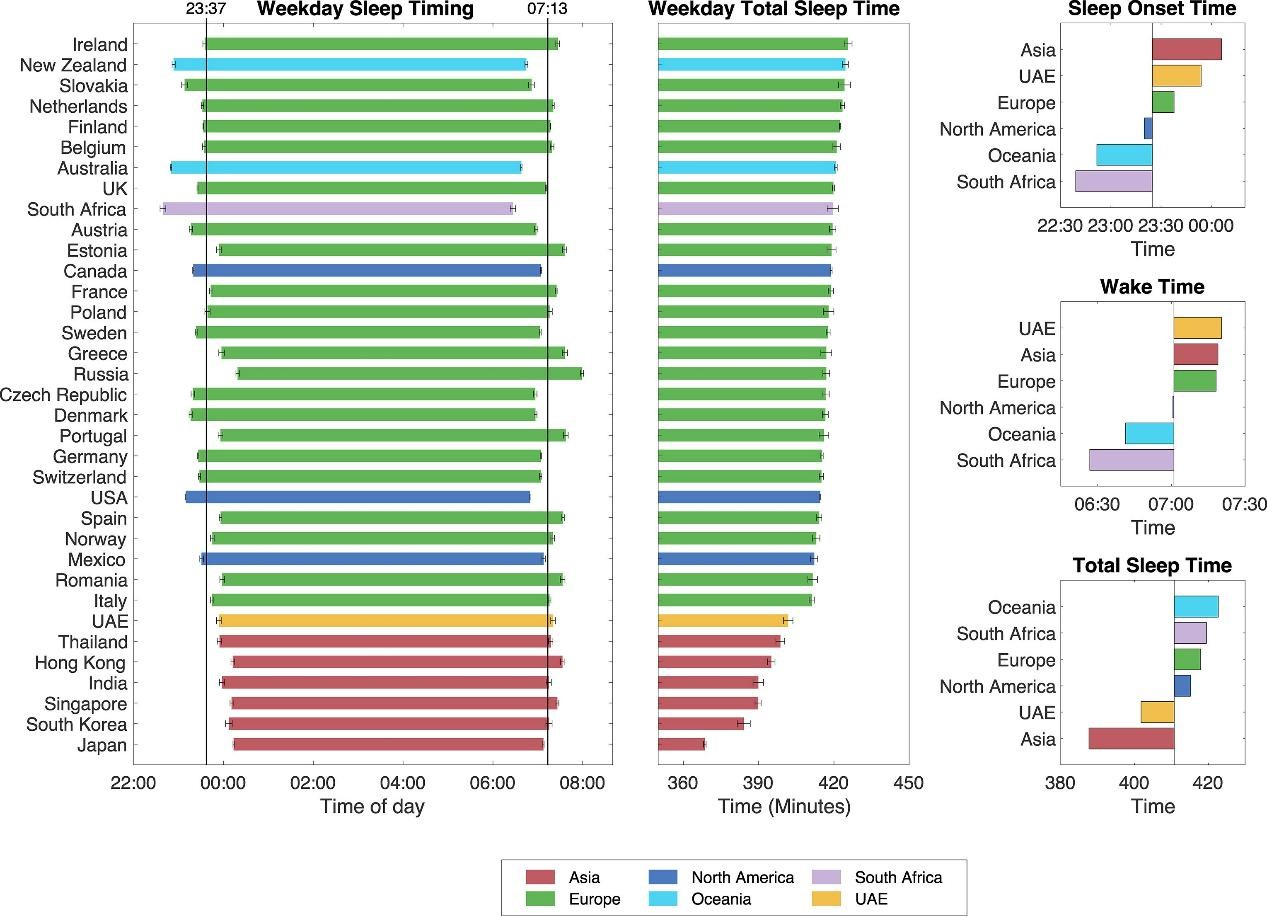 23:37 Weekday Sleep Timing 07:13
Ireland
New Zealand
Slovakia
Netherlands
Finland
Belgium
Australia
UK
South Africa
Austria
Estonia
Canada
France
Poland
Sweden
Greece
Russia
Czech Republic
Denmark
Portugal
Germany
Switzerland
USA
Spain
Norway
Mexico
Romania
Italy
UAE
Thailand
Hong Kong
India
Singapore
South Korea
Japan
22:00 00:00 02:00 04:00 06:00 08:00
Time of day
Weekday Total Sleep Time
360 390 420 450
Time (Minutes)
Sleep Onset Time
Asia
UAE
Europe
North America
Oceania
South Africa
22:30 23:00 23:30 00:00
Time
Wake Time
UAE
Asia
Europe
North America
Oceania
South Africa
06:30 07:00 07:30
Time
Total Sleep Time
Oceania
South Africa
Europe
North America
UAE
Asia
380 400 420
Time
Asia North America South Africa
Europe Oceania UAE